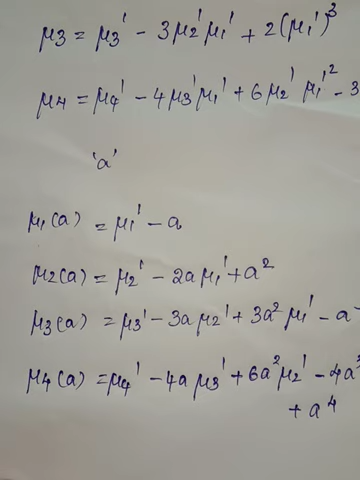 μ3 = μ3' - 3μ2'μ1' + 2(μ1')³
μ4 = μ4' - 4μ3'μ1' + 6μ2'μ1'² - 3
'a'
μ1(a) = μ1' - a
μ2(a) = μ2' - 2aμ1' + a²
μ3(a) = μ3' - 3aμ2' + 3a²μ1' - a
μ4(a) = μ4' - 4aμ3' + 6a²μ2' - 4a³
+ a⁴